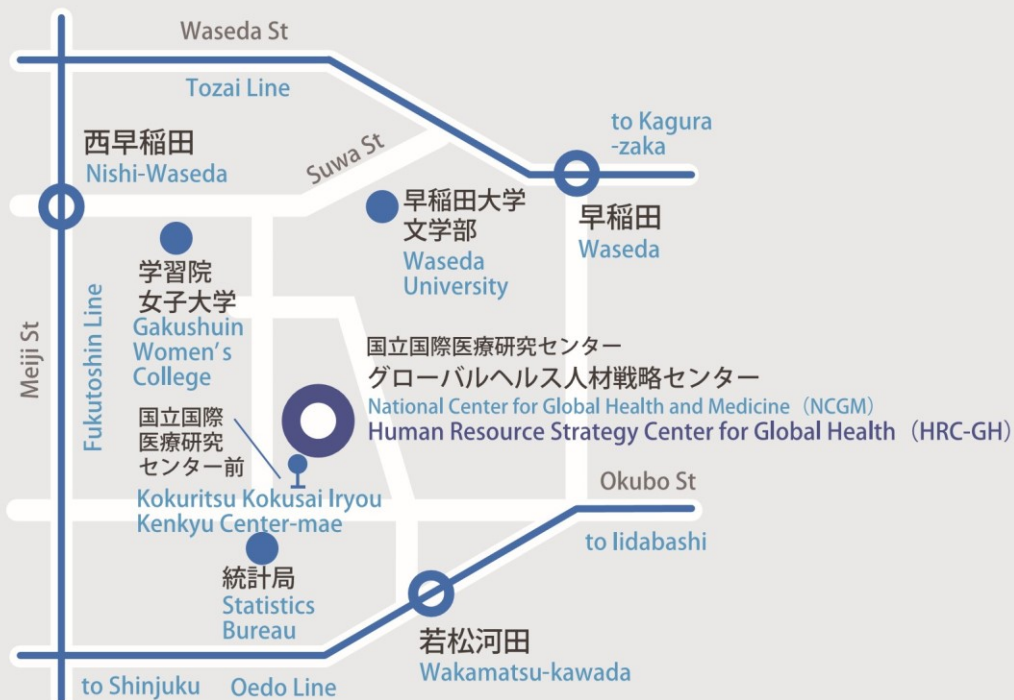 Waseda St
Tozai Line
to Kagura
-zaka
西早稲田
Nishi-Waseda
Suwa St
早稲田大学
文学部
Waseda
University
早稲田
Waseda
学習院
女子大学
Gakushuin
Women's
College
Meiji St
Fukutoshin Line
国立国際医療研究センター
グローバルヘルス人材戦略センター
National Center for Global Health and Medicine（NCGM）
Human Resource Strategy Center for Global Health（HRC-GH）
国立国際
医療研究
センター前
Kokuritsu Kokusai Iryou
Kenkyu Center-mae
Okubo St
to Iidabashi
統計局
Statistics
Bureau
若松河田
Wakamatsu-kawada
to Shinjuku
Oedo Line